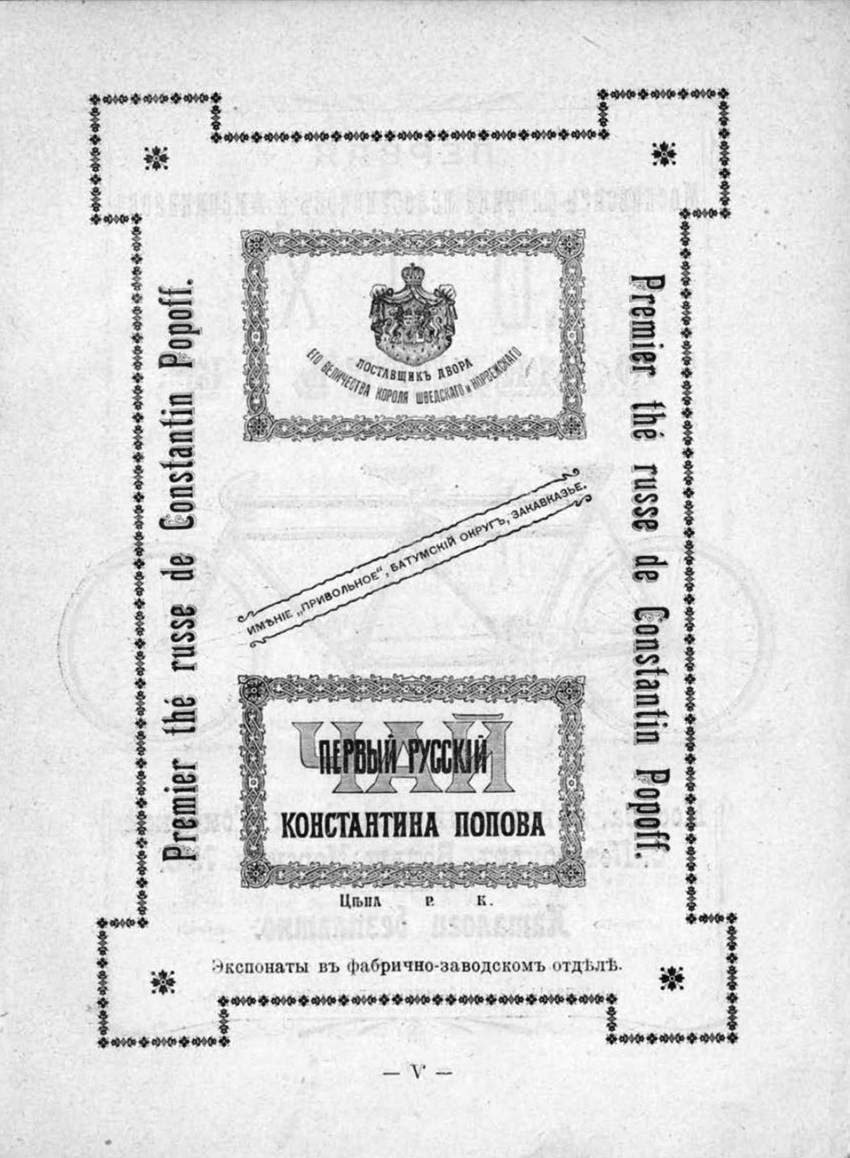 Premier thé russe de Constantin Popoff.
ПОСТАВЩИКЪ ДВОРА
ЕГО ВЕЛИЧЕСТВА КОРОЛЯ ШВЕДСКАГО И НОРВЕЖСКАГО
ИМѢНІЕ „ПРИВОЛЬНОЕ“, БАТУМСКІЙ ОКРУГЪ, ЗАКАВКАЗЬЕ.
ЧАЙ
ПЕРВЫЙ РУССКІЙ
КОНСТАНТИНА ПОПОВА
Цѣна р. к.
Экспонаты въ фабрично-заводскомъ отдѣлѣ.
Premier thé russe de Constantin Popoff.
— V —